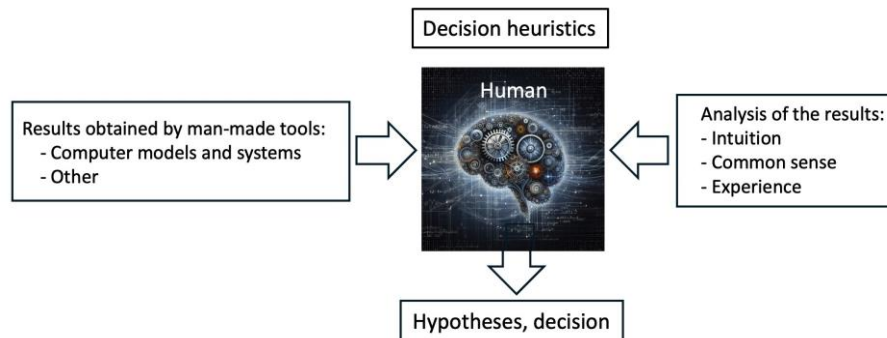 Decision heuristics
Human
Results obtained by man-made tools:
- Computer models and systems
- Other
Analysis of the results:
- Intuition
- Common sense
- Experience
Hypotheses, decision